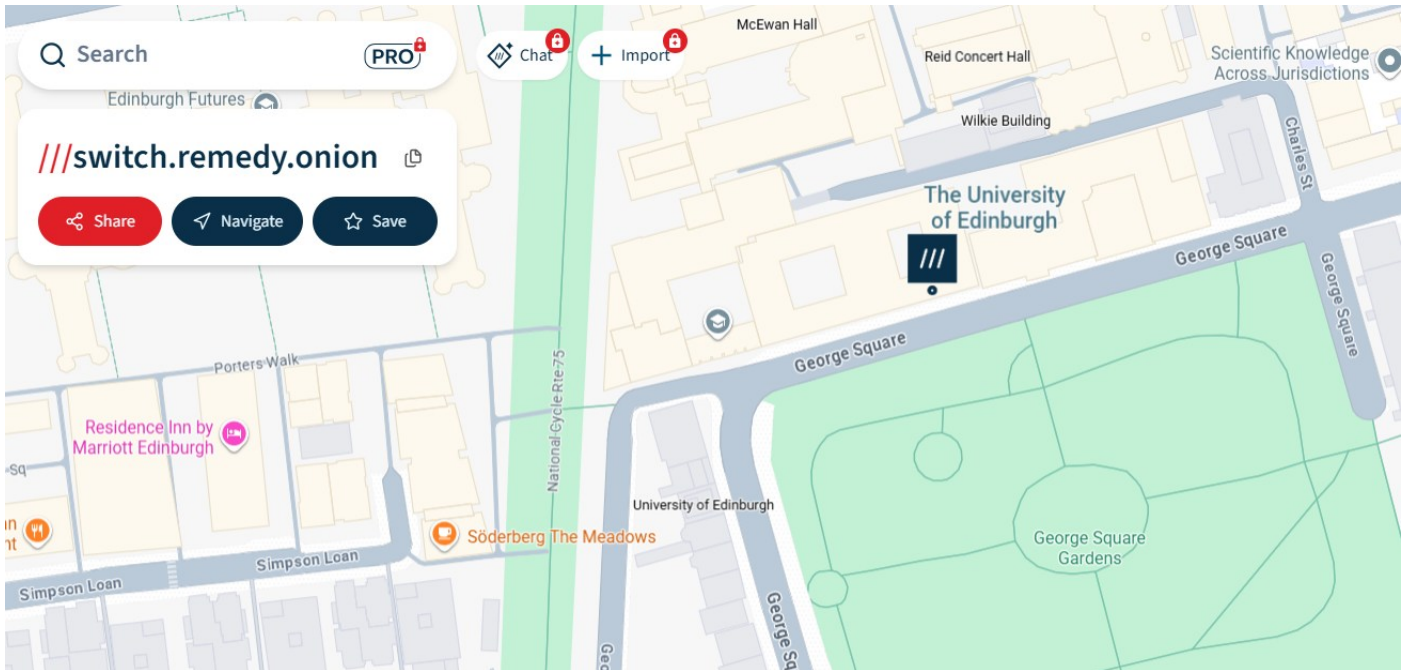 Search
PRO
Chat
Import
McEwan Hall
Reid Concert Hall
Scientific Knowledge
Across Jurisdictions
Edinburgh Futures
Wilkie Building
Charles St
///switch.remedy.onion
Share
Navigate
Save
The University
of Edinburgh
///
George Square
George Square
George Square
Porters Walk
National Cycle Rte 75
Residence Inn by
Marriott Edinburgh
Sq
University of Edinburgh
Söderberg The Meadows
George Square
Gardens
Simpson Loan
Simpson Loan
George Sq
Geo